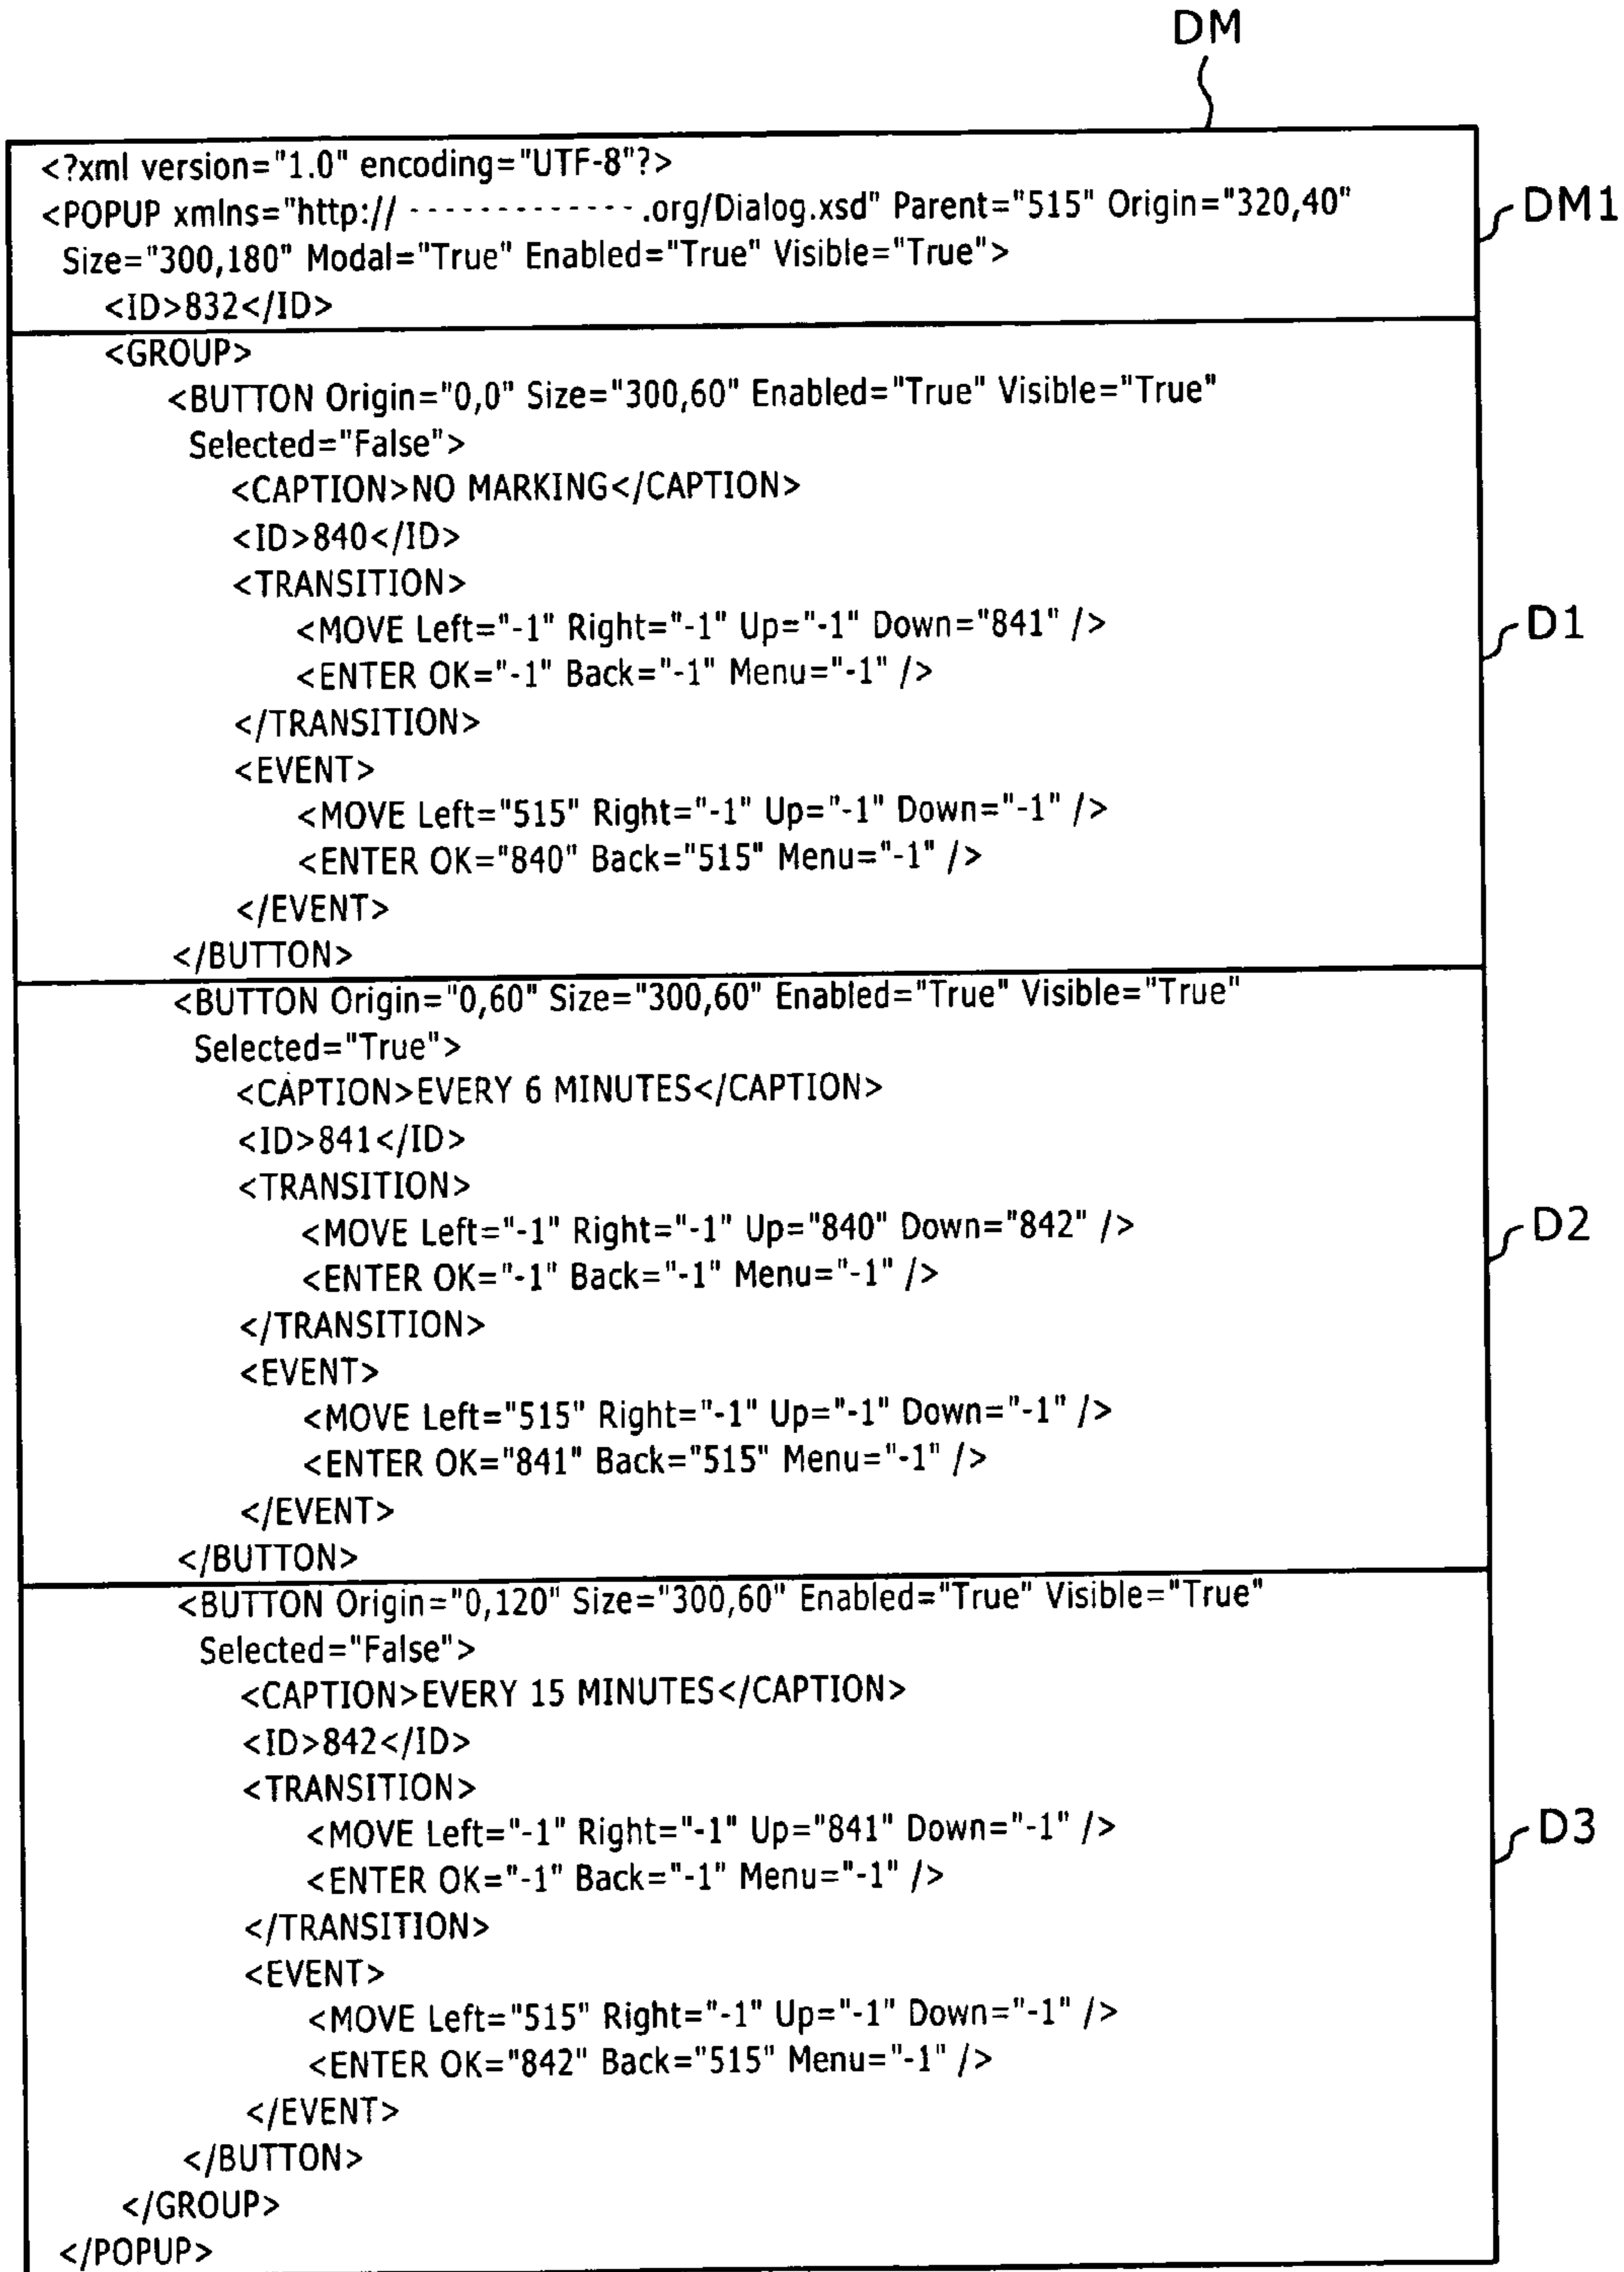 DM
<?xml version="1.0" encoding="UTF-8"?>
<POPUP xmlns="http:// ------------- .org/Dialog.xsd" Parent="515" Origin="320,40"
Size="300,180" Modal="True" Enabled="True" Visible="True">
<ID>832</ID>
DM1
<GROUP>
<BUTTON Origin="0,0" Size="300,60" Enabled="True" Visible="True"
Selected="False">
<CAPTION>NO MARKING</CAPTION>
<ID>840</ID>
<TRANSITION>
<MOVE Left="-1" Right="-1" Up="-1" Down="841" />
<ENTER OK="-1" Back="-1" Menu="-1" />
</TRANSITION>
<EVENT>
<MOVE Left="515" Right="-1" Up="-1" Down="-1" />
<ENTER OK="840" Back="515" Menu="-1" />
</EVENT>
</BUTTON>
D1
<BUTTON Origin="0,60" Size="300,60" Enabled="True" Visible="True"
Selected="True">
<CAPTION>EVERY 6 MINUTES</CAPTION>
<ID>841</ID>
<TRANSITION>
<MOVE Left="-1" Right="-1" Up="840" Down="842" />
<ENTER OK="-1" Back="-1" Menu="-1" />
</TRANSITION>
<EVENT>
<MOVE Left="515" Right="-1" Up="-1" Down="-1" />
<ENTER OK="841" Back="515" Menu="-1" />
</EVENT>
</BUTTON>
D2
<BUTTON Origin="0,120" Size="300,60" Enabled="True" Visible="True"
Selected="False">
<CAPTION>EVERY 15 MINUTES</CAPTION>
<ID>842</ID>
<TRANSITION>
<MOVE Left="-1" Right="-1" Up="841" Down="-1" />
<ENTER OK="-1" Back="-1" Menu="-1" />
</TRANSITION>
<EVENT>
<MOVE Left="515" Right="-1" Up="-1" Down="-1" />
<ENTER OK="842" Back="515" Menu="-1" />
</EVENT>
</BUTTON>
</GROUP>
</POPUP>
D3